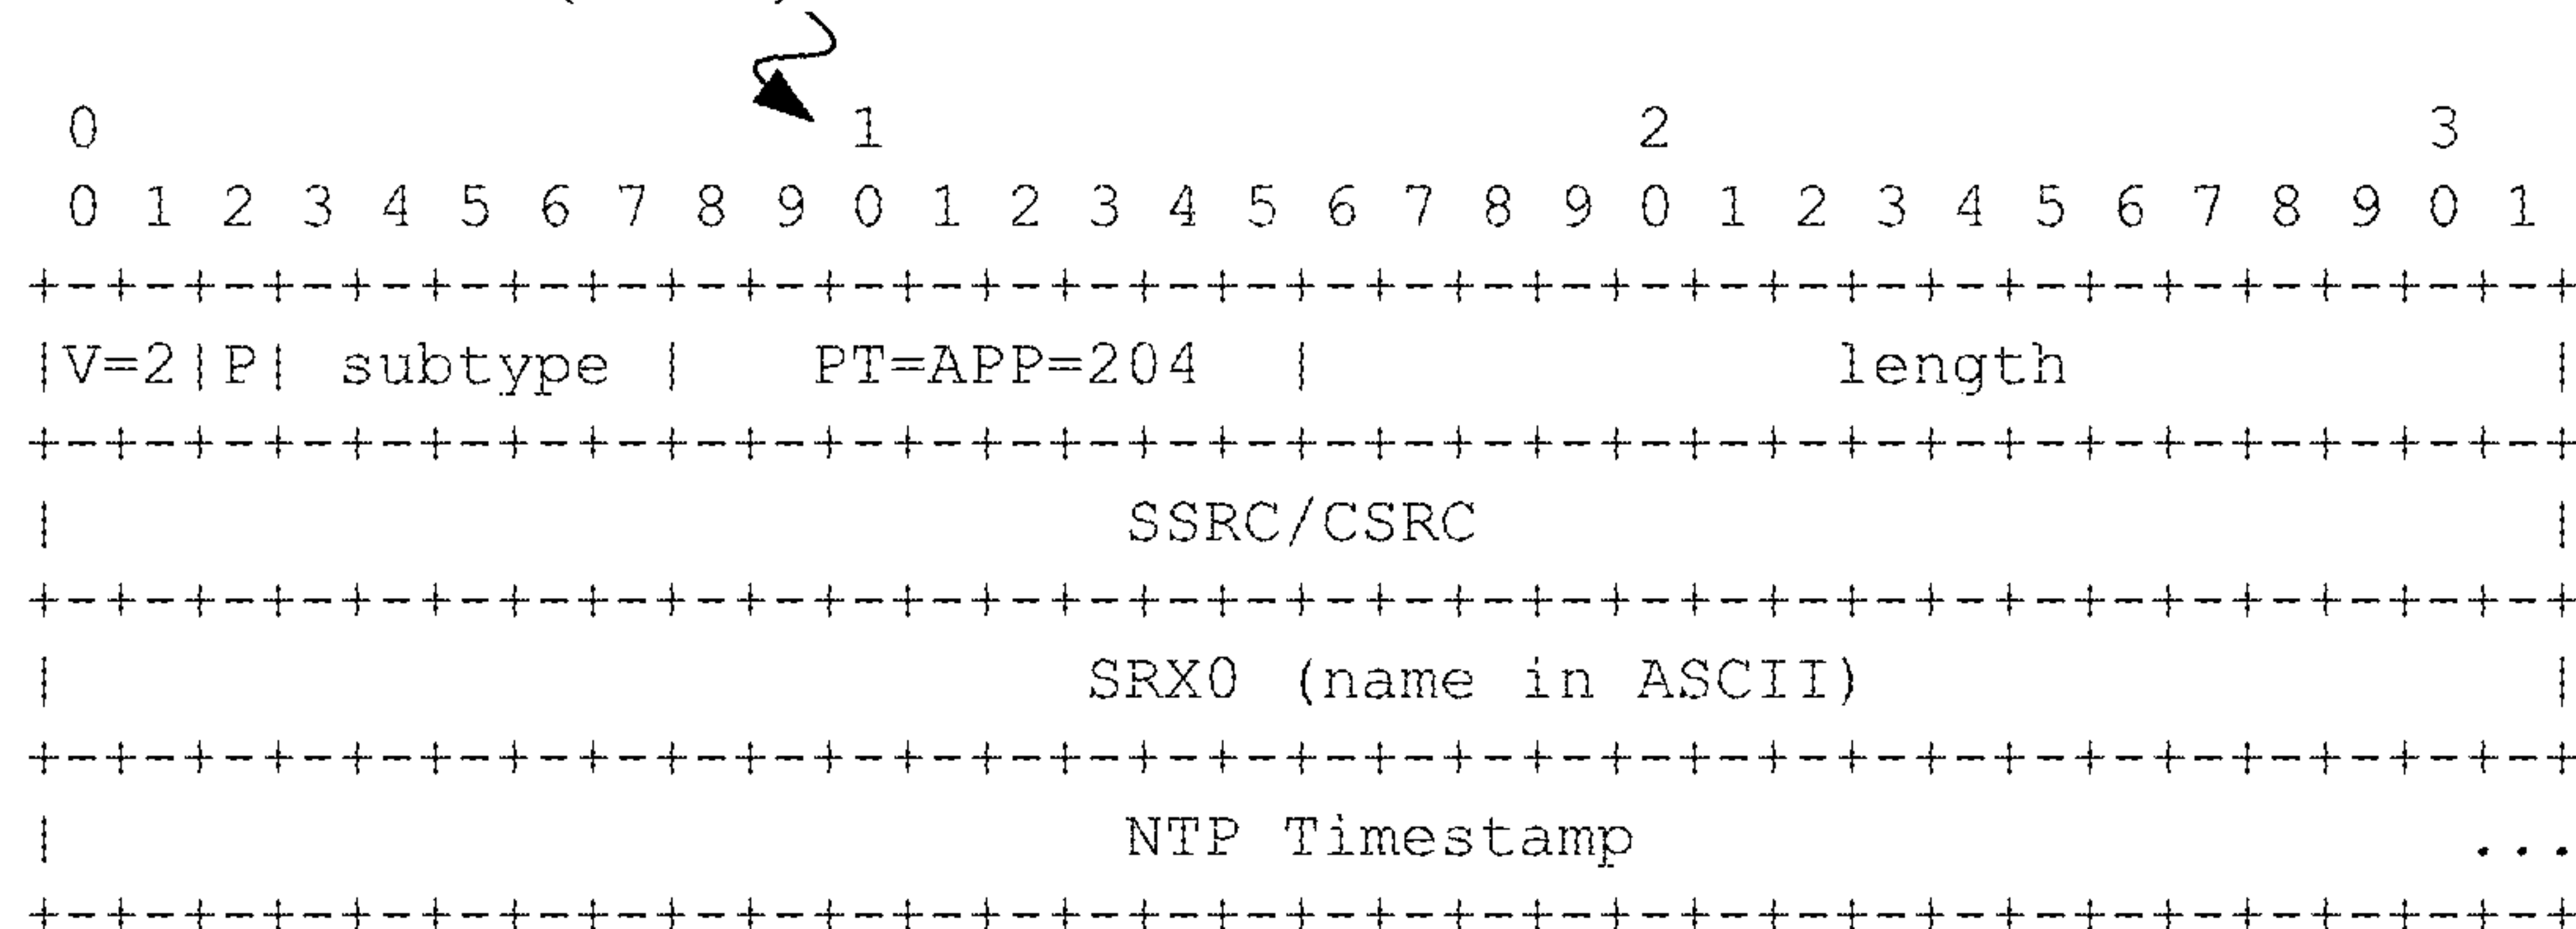 0 1 2 3
0 1 2 3 4 5 6 7 8 9 0 1 2 3 4 5 6 7 8 9 0 1 2 3 4 5 6 7 8 9 0 1
+-+-+-+-+-+-+-+-+-+-+-+-+-+-+-+-+-+-+-+-+-+-+-+-+-+-+-+-+-+-+-+-+
|V=2|P| subtype | PT=APP=204 | length |
+-+-+-+-+-+-+-+-+-+-+-+-+-+-+-+-+-+-+-+-+-+-+-+-+-+-+-+-+-+-+-+-+
| SSRC/CSRC |
+-+-+-+-+-+-+-+-+-+-+-+-+-+-+-+-+-+-+-+-+-+-+-+-+-+-+-+-+-+-+-+-+
| SRX0 (name in ASCII) |
+-+-+-+-+-+-+-+-+-+-+-+-+-+-+-+-+-+-+-+-+-+-+-+-+-+-+-+-+-+-+-+-+
| NTP Timestamp ...
+-+-+-+-+-+-+-+-+-+-+-+-+-+-+-+-+-+-+-+-+-+-+-+-+-+-+-+-+-+-+-+-+